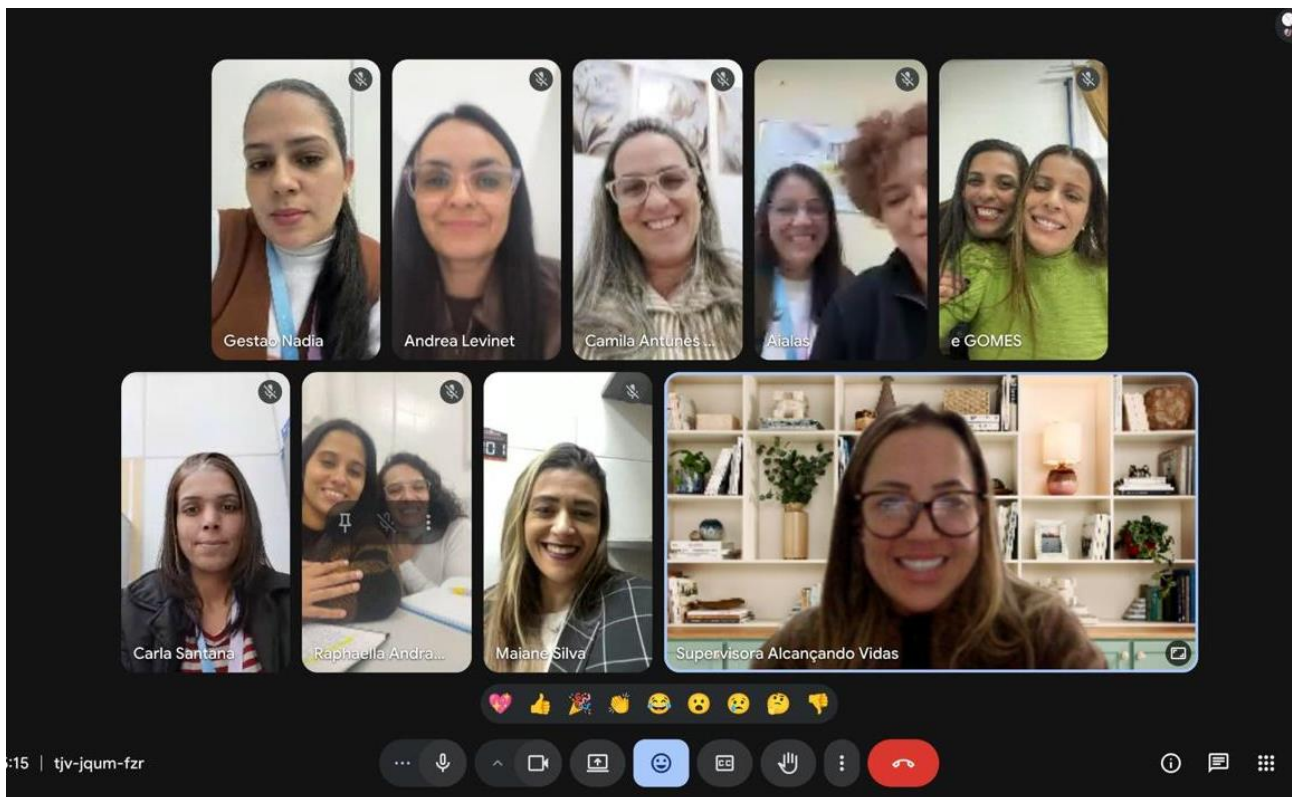 Gestao Nadia
Andrea Levinet
Camila Antunes ...
Aialas
e GOMES
Carla Santana
Raphaella Andra...
Maiane Silva
Supervisora Alcançando Vidas
:15 | tjv-jqum-fzr
CC